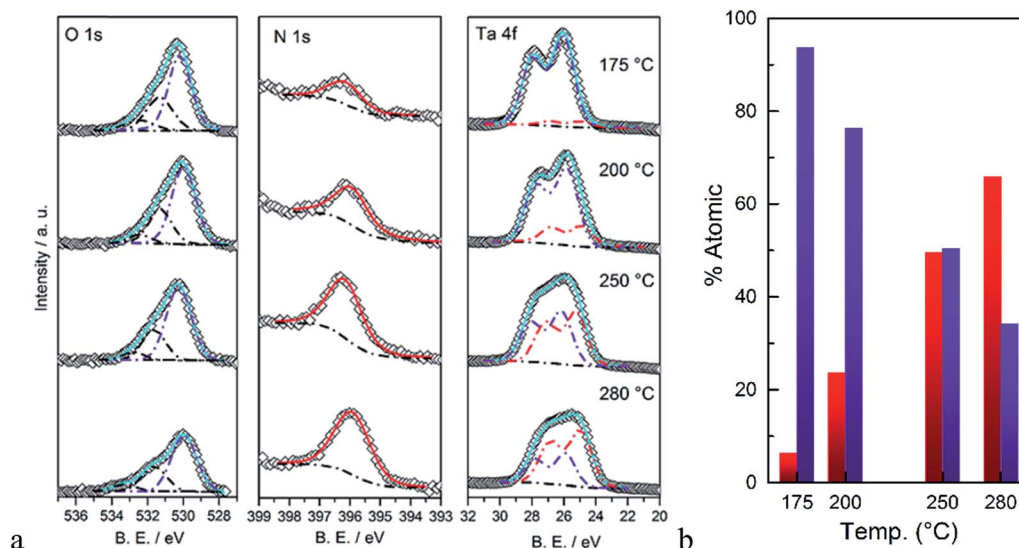 O 1s
N 1s
Ta 4f
175 °C
200 °C
250 °C
280 °C
Intensity / a. u.
536 534 532 530 528
399 398 397 396 395 394 393
32 30 28 26 24 22 20
B. E. / eV
B. E. / eV
B. E. / eV
a
100
80
60
40
20
0
% Atomic
175 200 250 280
Temp. (°C)
b